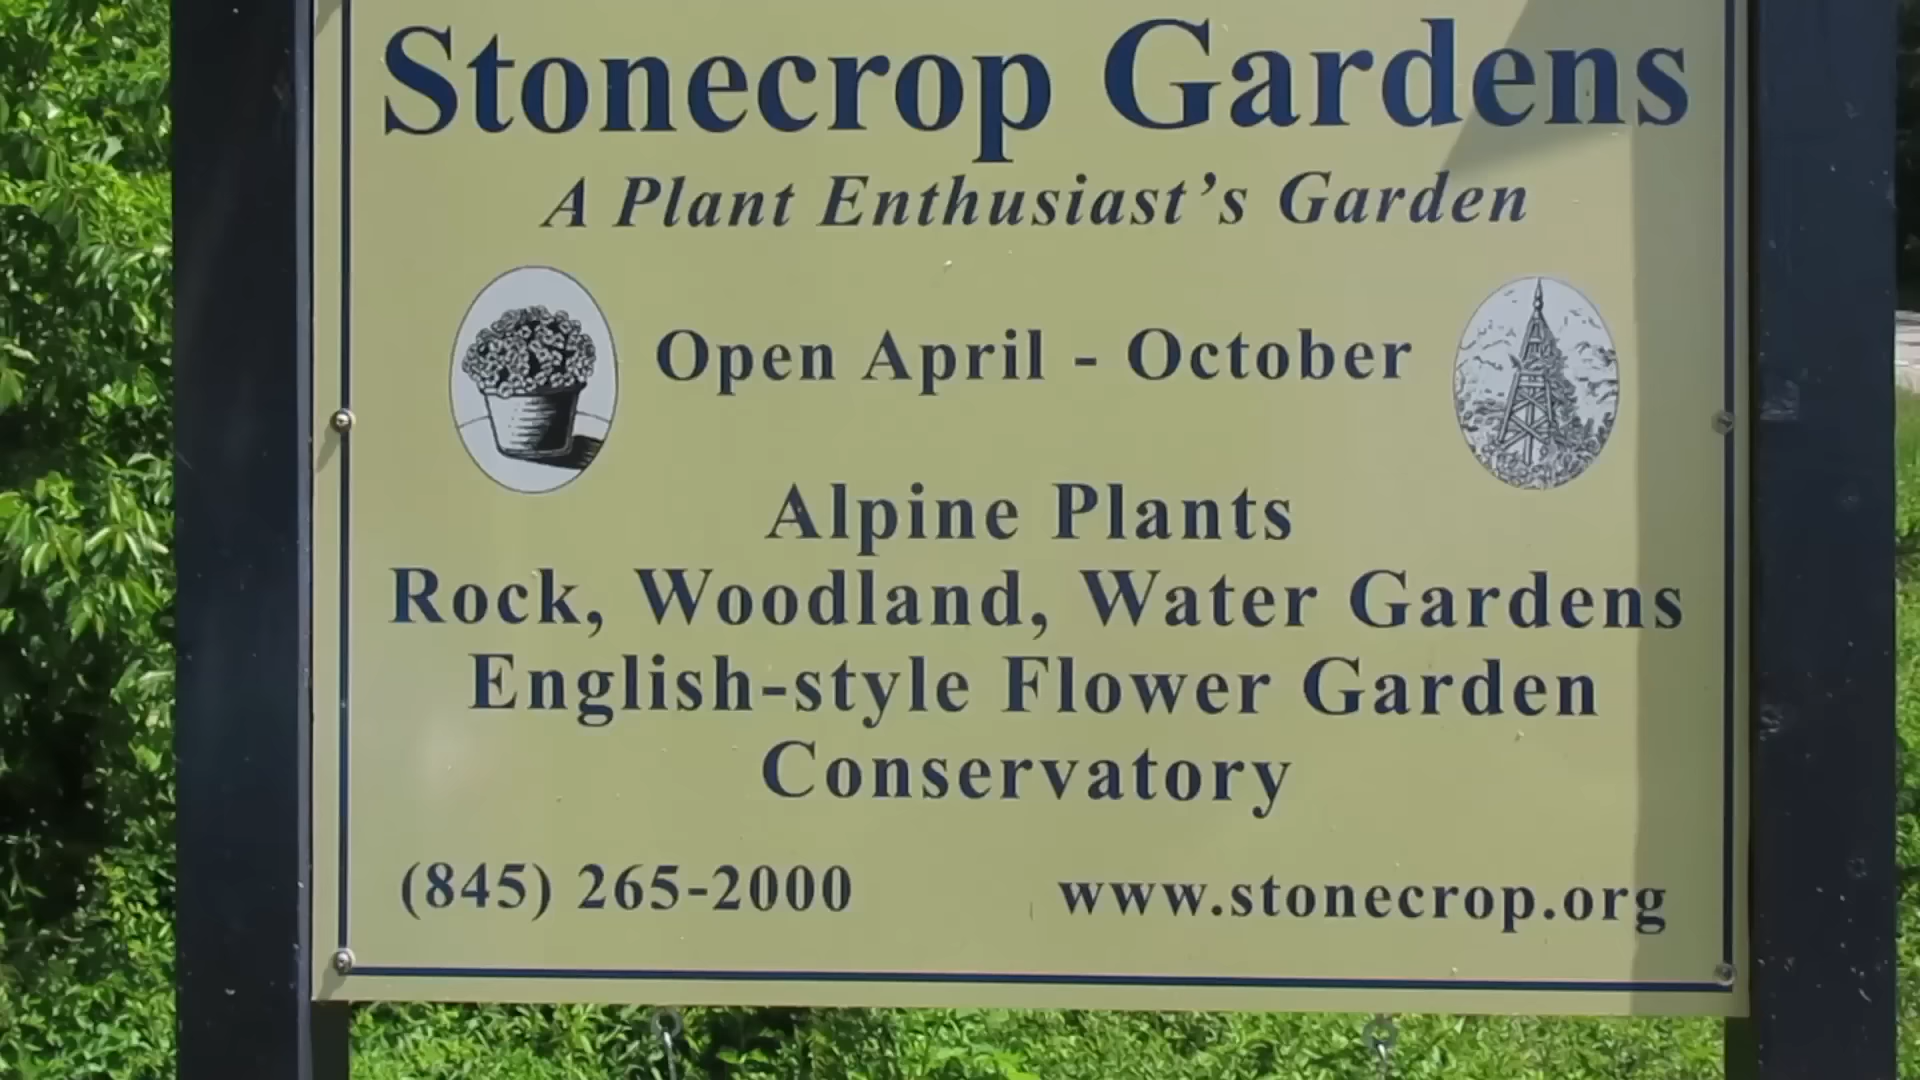 Stonecrop Gardens
A Plant Enthusiast's Garden
Open April - October
Alpine Plants
Rock, Woodland, Water Gardens
English-style Flower Garden
Conservatory
(845) 265-2000 www.stonecrop.org